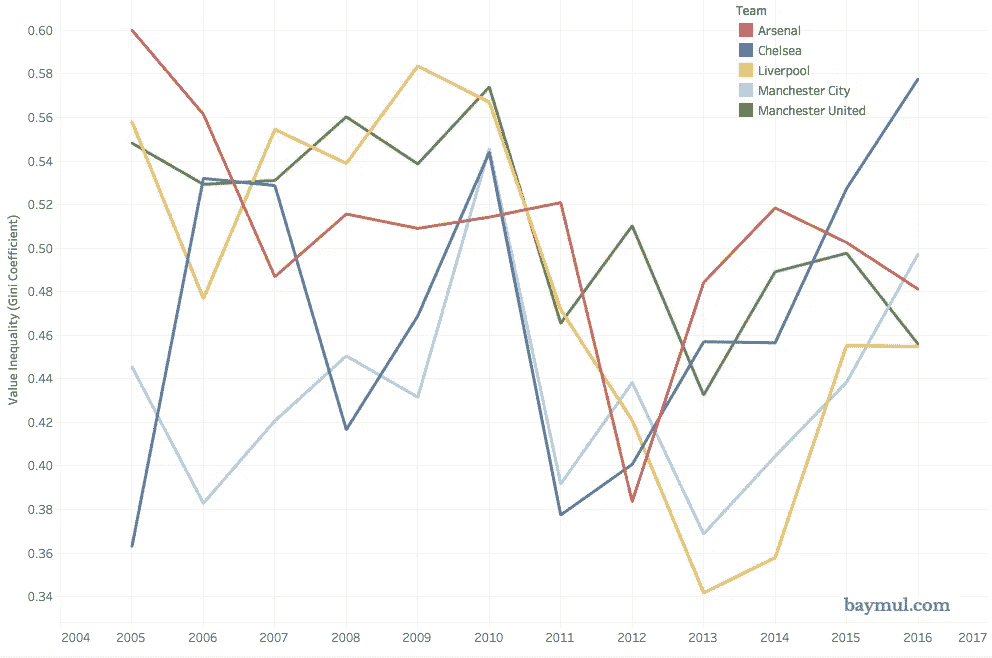 Team
Arsenal
Chelsea
Liverpool
Manchester City
Manchester United
Value Inequality (Gini Coefficient)
0.60
0.58
0.56
0.54
0.52
0.50
0.48
0.46
0.44
0.42
0.40
0.38
0.36
0.34
baymul.com
2004 2005 2006 2007 2008 2009 2010 2011 2012 2013 2014 2015 2016 2017